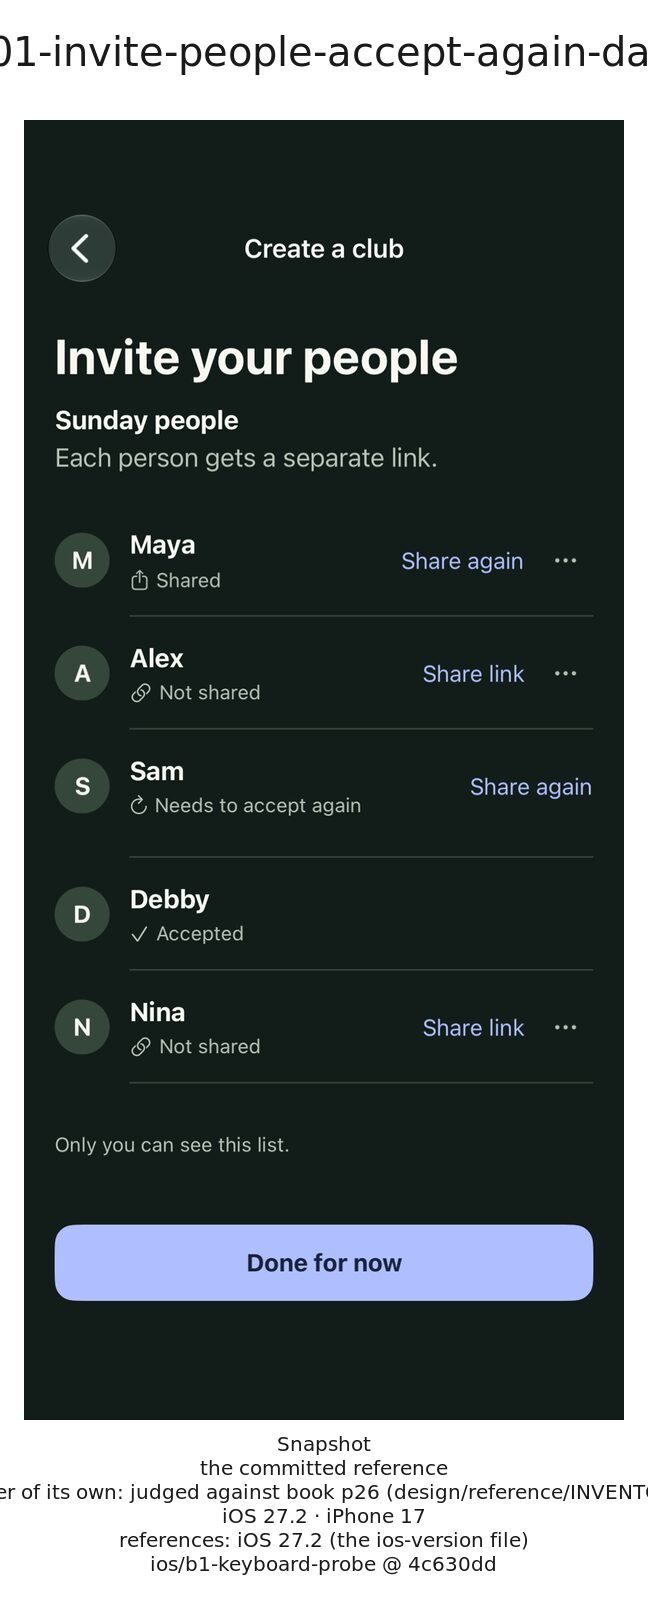 01-invite-people-accept-again-da
Create a club
Invite your people
Sunday people
Each person gets a separate link.
M
Maya
Shared
Share again
A
Alex
Not shared
Share link
S
Sam
Needs to accept again
Share again
D
Debby
Accepted
N
Nina
Not shared
Share link
Only you can see this list.
Done for now
Snapshot
the committed reference
er of its own: judged against book p26 (design/reference/INVENTO
iOS 27.2 · iPhone 17
references: iOS 27.2 (the ios-version file)
ios/b1-keyboard-probe @ 4c630dd